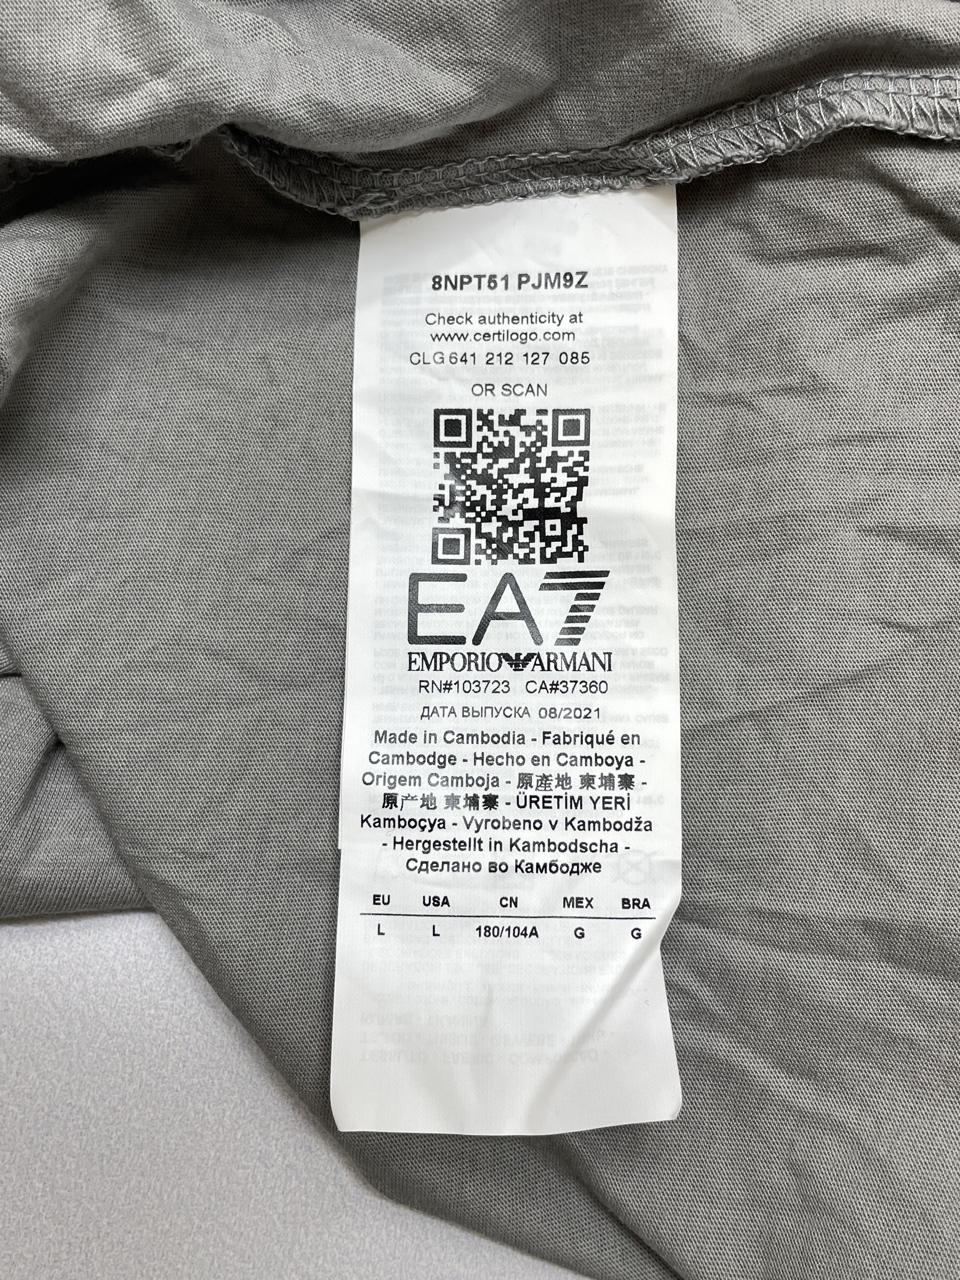 8NPT51 PJM9Z
Check authenticity at
www.certilogo.com
CLG 641 212 127 085
OR SCAN
EA7
EMPORIO ARMANI
RN#103723 CA#37360
ДАТА ВЫПУСКА 08/2021
Made in Cambodia - Fabriqué en
Cambodge - Hecho en Camboya -
Origem Camboja - 原產地 柬埔寨 -
原产地 柬埔寨 - ÜRETİM YERİ
Kamboçya - Vyrobeno v Kambodža
- Hergestellt in Kambodscha -
Сделано во Камбодже
EU USA CN MEX BRA
L L 180/104A G G